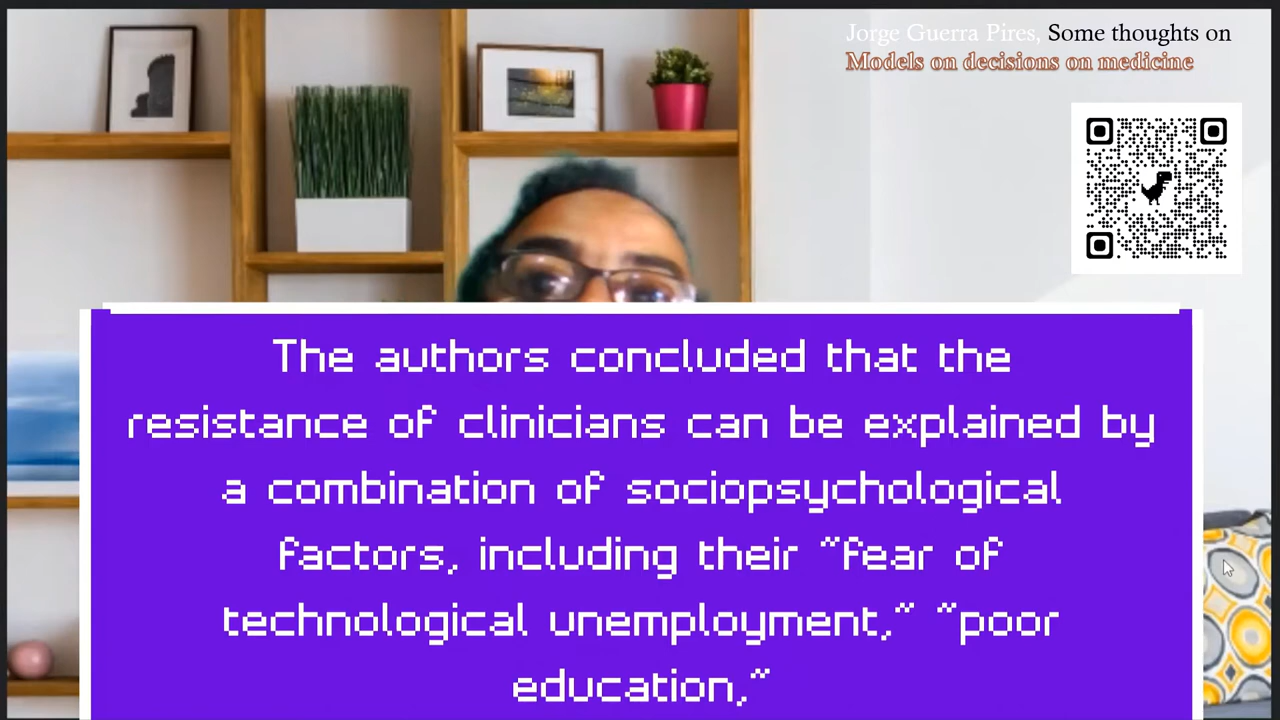 Jorge Guerra Pires, Some thoughts on
Models on decisions on medicine
The authors concluded that the
resistance of clinicians can be explained by
a combination of sociopsychological
factors, including their “fear of
technological unemployment,” “poor
education,”